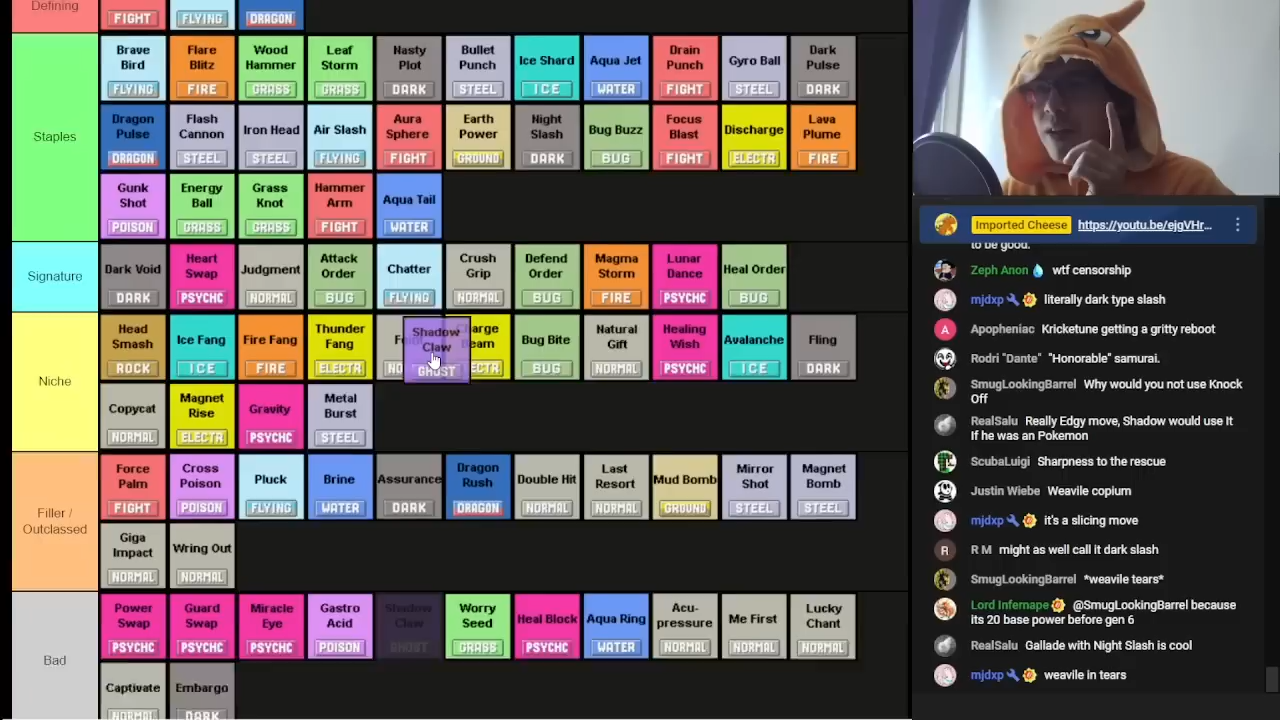 Defining
FIGHT FLYING DRAGON
Staples
Brave Bird FLYING
Flare Blitz FIRE
Wood Hammer GRASS
Leaf Storm GRASS
Nasty Plot DARK
Bullet Punch STEEL
Ice Shard ICE
Aqua Jet WATER
Drain Punch FIGHT
Gyro Ball STEEL
Dark Pulse DARK
Dragon Pulse DRAGON
Flash Cannon STEEL
Iron Head STEEL
Air Slash FLYING
Aura Sphere FIGHT
Earth Power GROUND
Night Slash DARK
Bug Buzz BUG
Focus Blast FIGHT
Discharge ELECTR
Lava Plume FIRE
Gunk Shot POISON
Energy Ball GRASS
Grass Knot GRASS
Hammer Arm FIGHT
Aqua Tail WATER
Signature
Dark Void DARK
Heart Swap PSYCHC
Judgment NORMAL
Attack Order BUG
Chatter FLYING
Crush Grip NORMAL
Defend Order BUG
Magma Storm FIRE
Lunar Dance PSYCHC
Heal Order BUG
Niche
Head Smash ROCK
Ice Fang ICE
Fire Fang FIRE
Thunder Fang ELECTR
Shadow Claw GHOST
Bug Bite BUG
Natural Gift NORMAL
Healing Wish PSYCHC
Avalanche ICE
Fling DARK
Copycat NORMAL
Magnet Rise ELECTR
Gravity PSYCHC
Metal Burst STEEL
Filler / Outclassed
Force Palm FIGHT
Cross Poison POISON
Pluck FLYING
Brine WATER
Assurance DARK
Dragon Rush DRAGON
Double Hit NORMAL
Last Resort NORMAL
Mud Bomb GROUND
Mirror Shot STEEL
Magnet Bomb STEEL
Giga Impact NORMAL
Wring Out NORMAL
Bad
Power Swap PSYCHC
Guard Swap PSYCHC
Miracle Eye PSYCHC
Gastro Acid POISON
Shadow Claw GHOST
Worry Seed GRASS
Heal Block PSYCHC
Aqua Ring WATER
Acu-pressure NORMAL
Me First NORMAL
Lucky Chant NORMAL
Captivate NORMAL
Embargo DARK
Imported Cheese https://youtu.be/ejgVHr...
to be good.
Zeph Anon wtf censorship
mjdxp literally dark type slash
A Apopheniac Kricketune getting a gritty reboot
Rodri "Dante" "Honorable" samurai.
SmugLookingBarrel Why would you not use Knock
Off
RealSalu Really Edgy move, Shadow would use It
If he was an Pokemon
ScubaLuigi Sharpness to the rescue
Justin Wiebe Weavile copium
mjdxp it's a slicing move
R R M might as well call it dark slash
SmugLookingBarrel *weavile tears*
Lord Infernape @SmugLookingBarrel because
its 20 base power before gen 6
RealSalu Gallade with Night Slash is cool
mjdxp weavile in tears